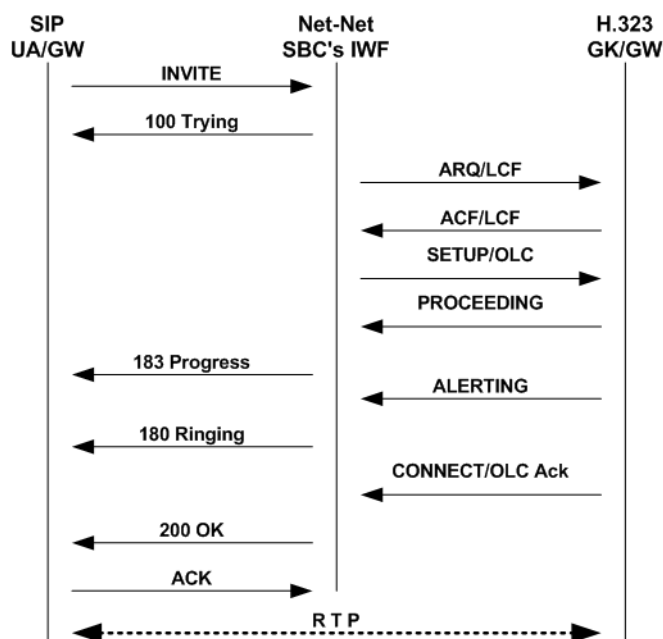 SIP
UA/GW
Net-Net
SBC's IWF
H.323
GK/GW
INVITE
100 Trying
ARQ/LCF
ACF/LCF
SETUP/OLC
PROCEEDING
183 Progress
ALERTING
180 Ringing
CONNECT/OLC Ack
200 OK
ACK
R T P